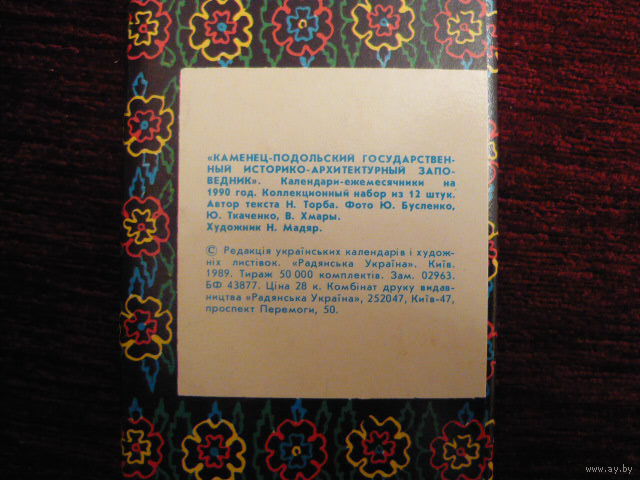 «КАМЕНЕЦ-ПОДОЛЬСКИЙ ГОСУДАРСТВЕН-
НЫЙ ИСТОРИКО-АРХИТЕКТУРНЫЙ ЗАПО-
ВЕДНИК». Календари-ежемесячники на
1990 год. Коллекционный набор из 12 штук.
Автор текста Н. Торба. Фото Ю. Бусленко,
Ю. Ткаченко, В. Хмары.
Художник Н. Мадяр.
© Редакція українських календарів і худож-
ніх листівок. «Радянська Україна». Київ.
1989. Тираж 50 000 комплектів. Зам. 02963.
БФ 43877. Ціна 28 к. Комбінат друку видав-
ництва «Радянська Україна», 252047, Київ-47,
проспект Перемоги, 50.
www.ay.by